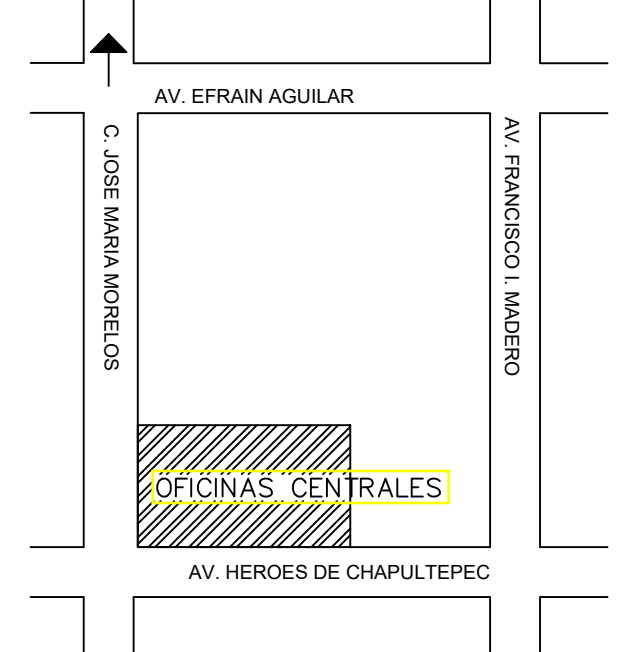 AV. EFRAIN AGUILAR
C. JOSE MARIA MORELOS
AV. FRANCISCO I. MADERO
OFICINAS CENTRALES
AV. HEROES DE CHAPULTEPEC